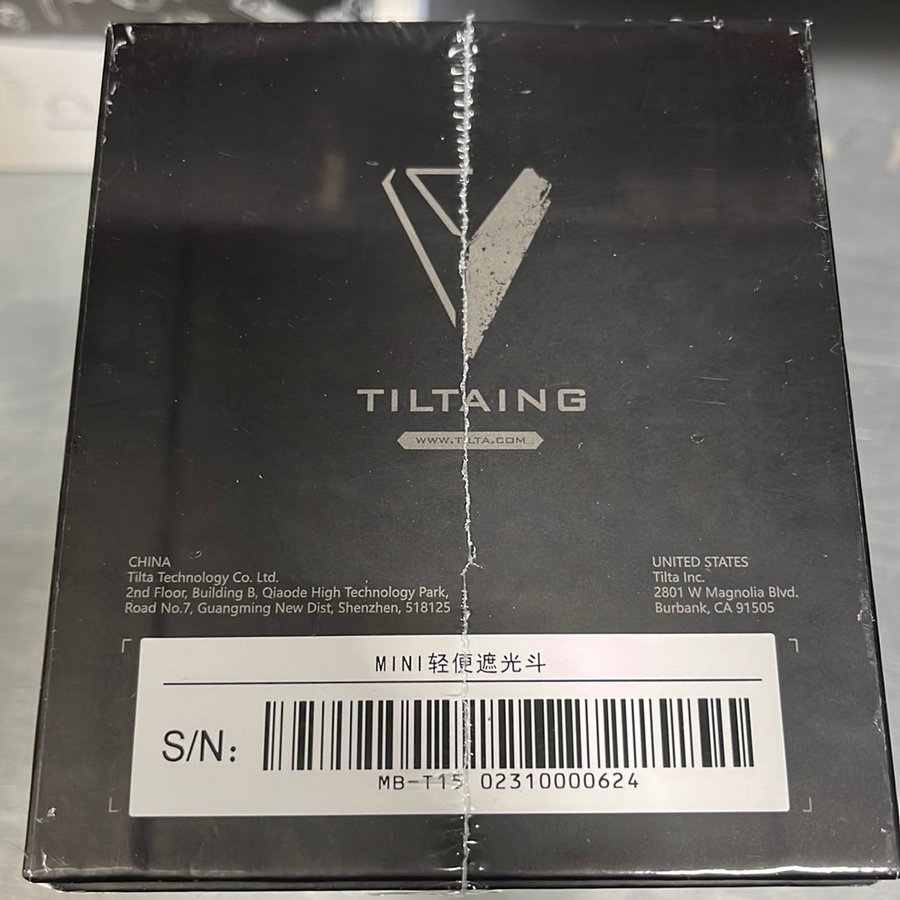 TILTAING
WWW.TILTA.COM
CHINA
Tilta Technology Co. Ltd.
2nd Floor, Building B, Qiaode High Technology Park,
Road No.7, Guangming New Dist, Shenzhen, 518125
UNITED STATES
Tilta Inc.
2801 W Magnolia Blvd.
Burbank, CA 91505
MINI轻便遮光斗
S/N:
MB-T15 02310000624